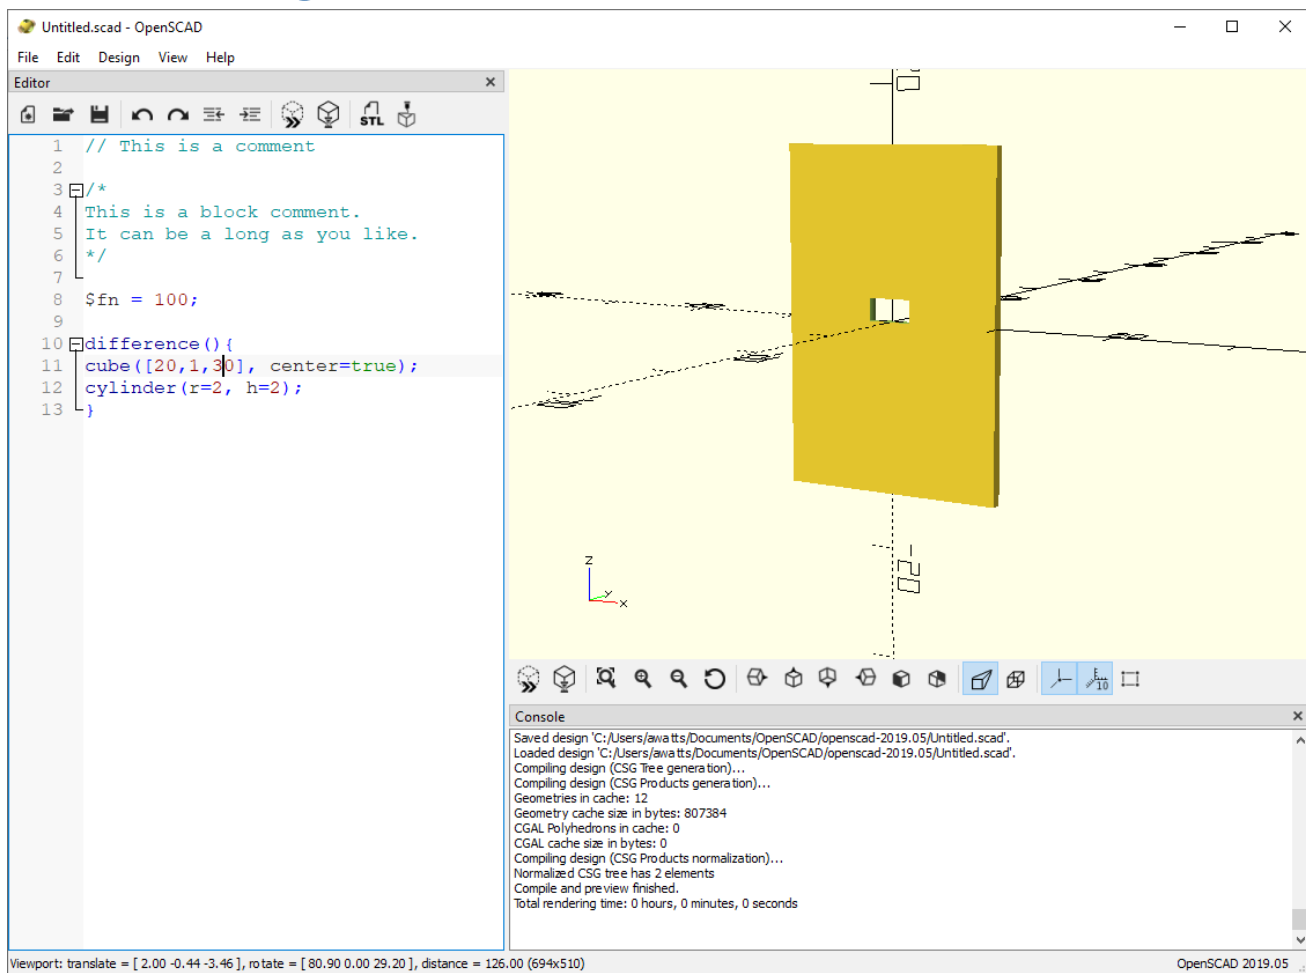 Untitled.scad - OpenSCAD
File Edit Design View Help
Editor
STL
1 // This is a comment
2
3 /*
4 This is a block comment.
5 It can be a long as you like.
6 */
7
8 $fn = 100;
9
10 difference(){
11 cube([20,1,30], center=true);
12 cylinder(r=2, h=2);
13 }
-20
z
y
x
10
Console
Saved design 'C:/Users/awatts/Documents/OpenSCAD/openscad-2019.05/Untitled.scad'.
Loaded design 'C:/Users/awatts/Documents/OpenSCAD/openscad-2019.05/Untitled.scad'.
Compiling design (CSG Tree generation)...
Compiling design (CSG Products generation)...
Geometries in cache: 12
Geometry cache size in bytes: 807384
CGAL Polyhedrons in cache: 0
CGAL cache size in bytes: 0
Compiling design (CSG Products normalization)...
Normalized CSG tree has 2 elements
Compile and preview finished.
Total rendering time: 0 hours, 0 minutes, 0 seconds
Viewport: translate = [ 2.00 -0.44 -3.46 ], rotate = [ 80.90 0.00 29.20 ], distance = 126.00 (694x510)
OpenSCAD 2019.05